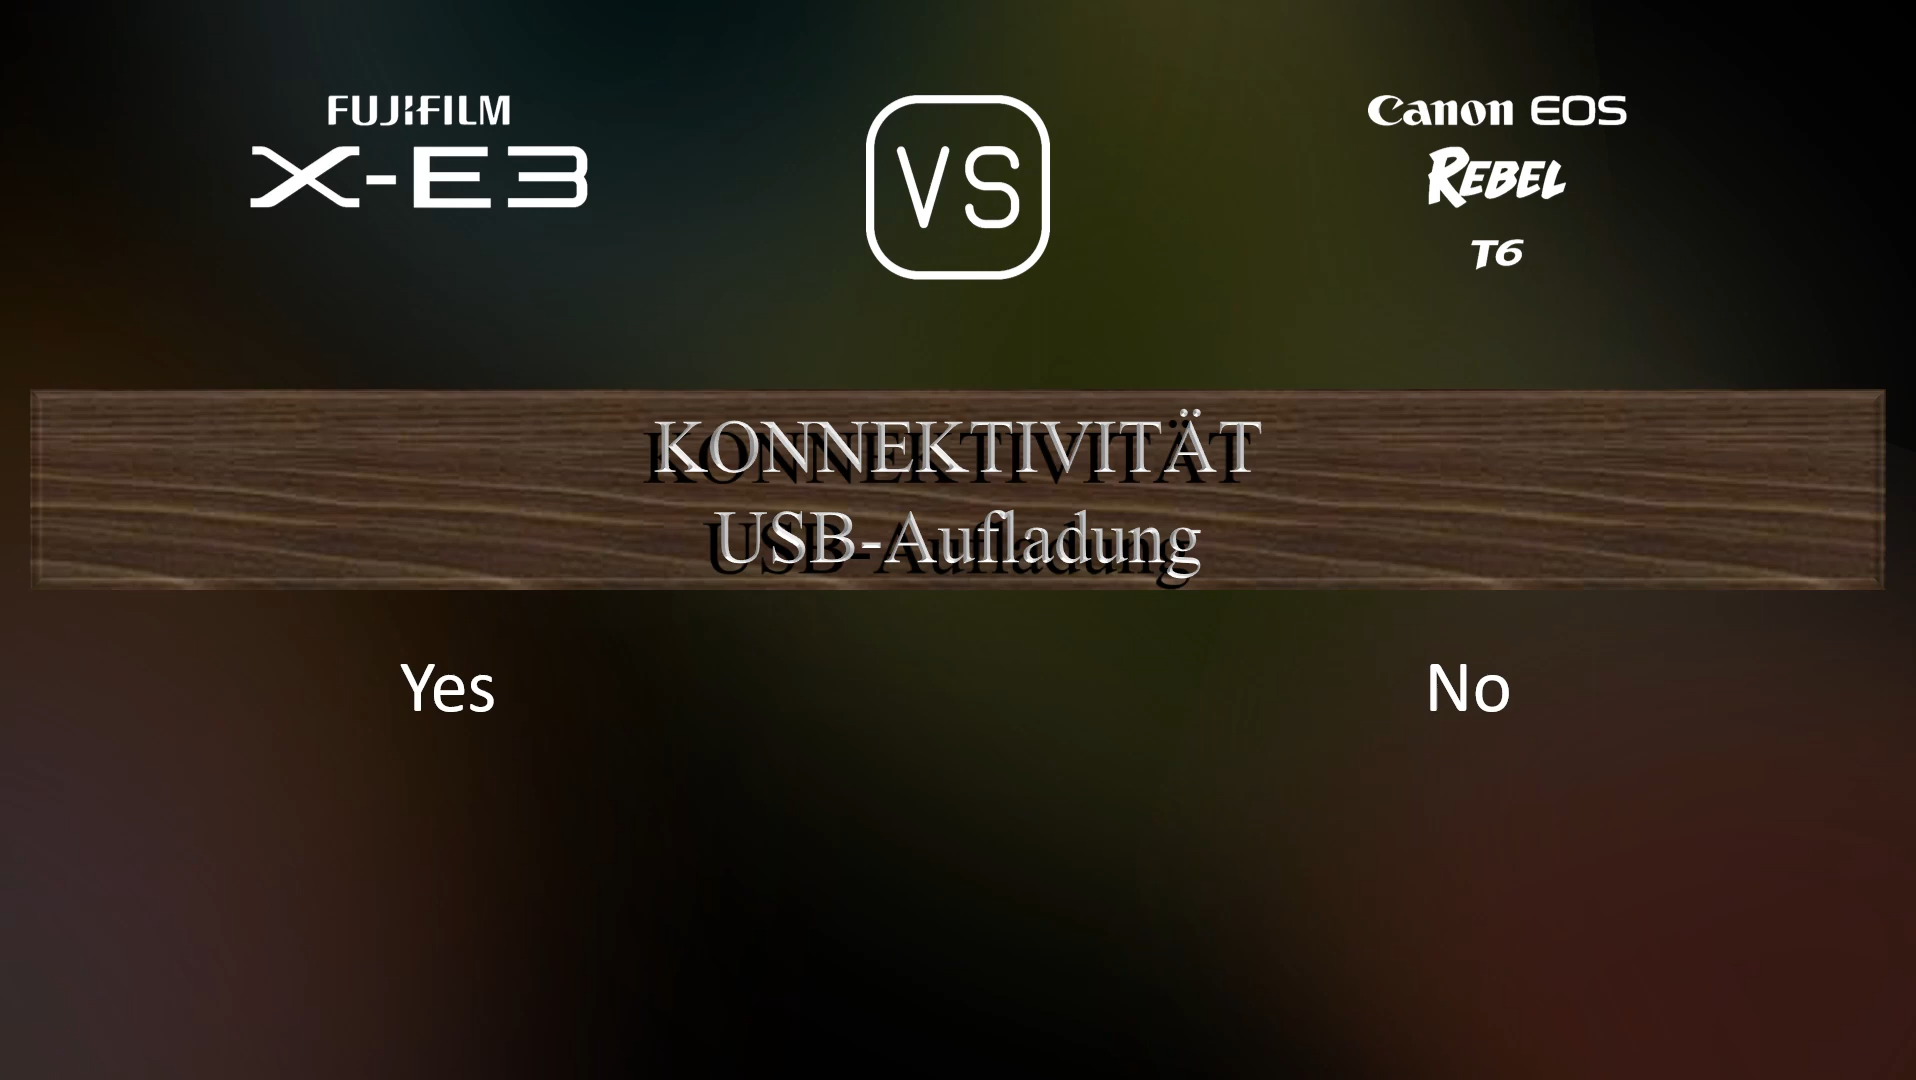 FUJIFILM
X-E3
VS
Canon EOS
REBEL
T6
KONNEKTIVITÄT
USB-Aufladung
Yes
No